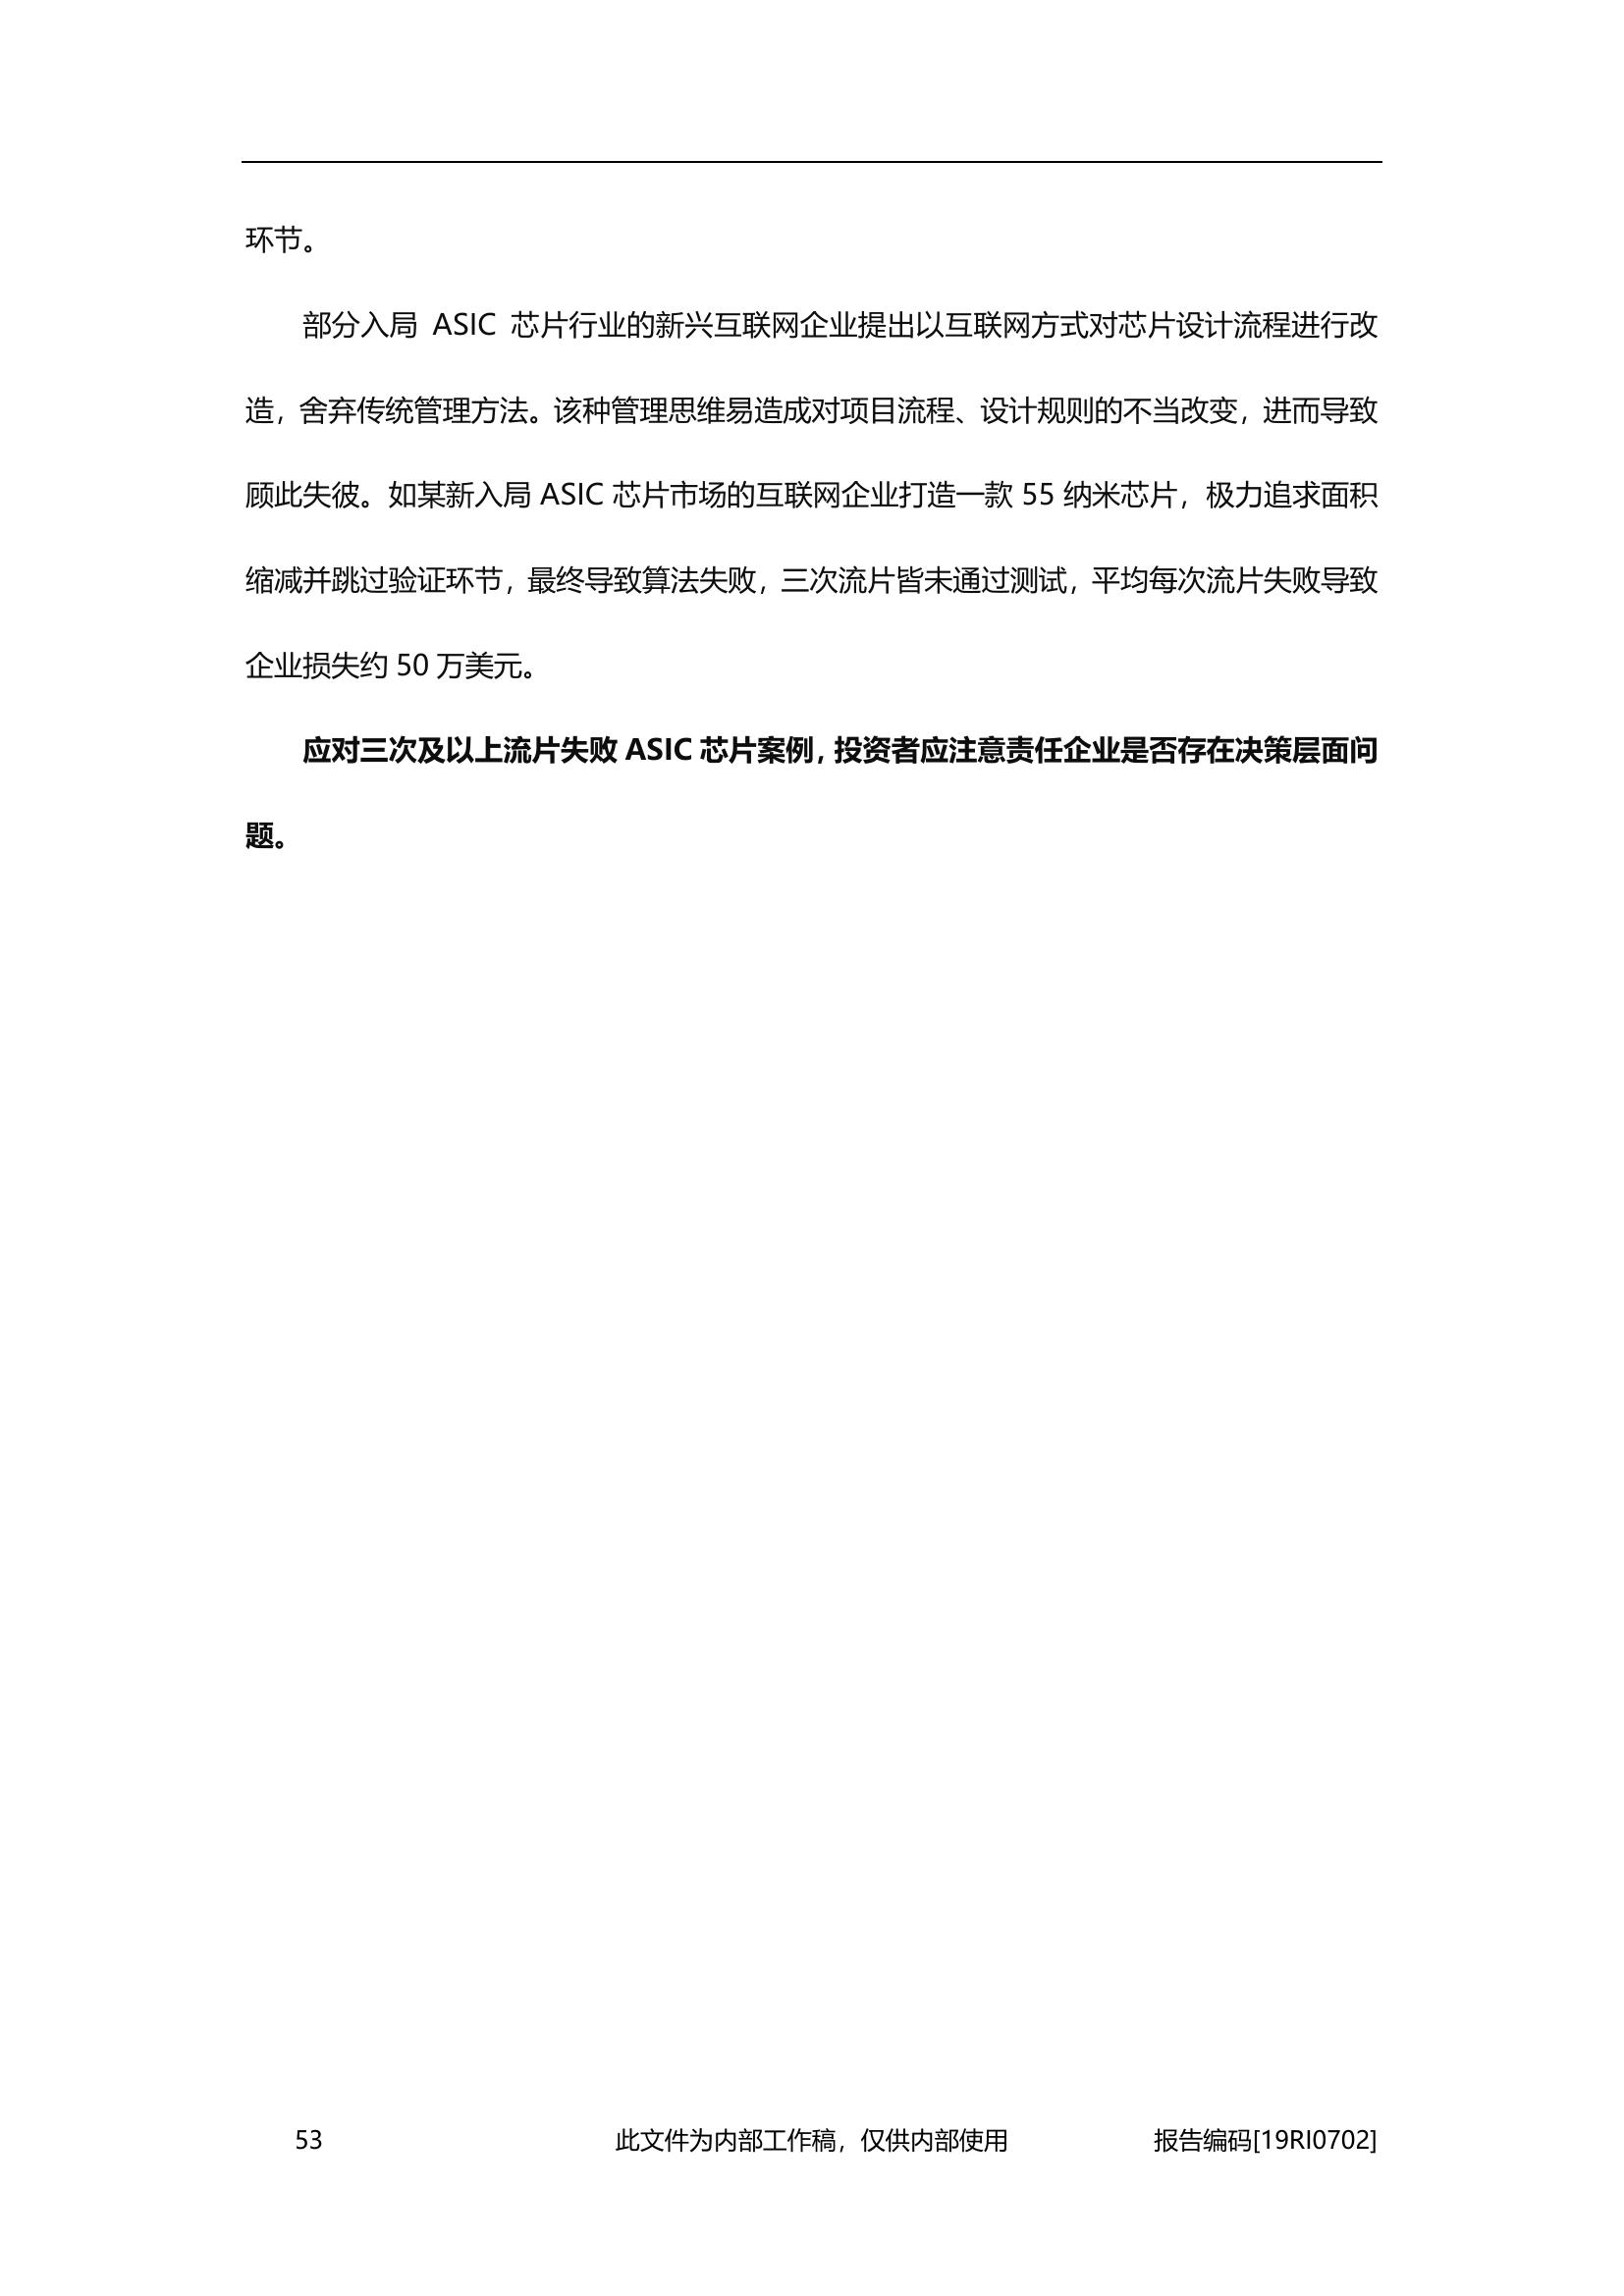 环节。
部分入局 ASIC 芯片行业的新兴互联网企业提出以互联网方式对芯片设计流程进行改
造，舍弃传统管理方法。该种管理思维易造成对项目流程、设计规则的不当改变，进而导致
顾此失彼。如某新入局 ASIC 芯片市场的互联网企业打造一款 55 纳米芯片，极力追求面积
缩减并跳过验证环节，最终导致算法失败，三次流片皆未通过测试，平均每次流片失败导致
企业损失约 50 万美元。
应对三次及以上流片失败 ASIC 芯片案例，投资者应注意责任企业是否存在决策层面问
题。
53 此文件为内部工作稿，仅供内部使用 报告编码[19RI0702]